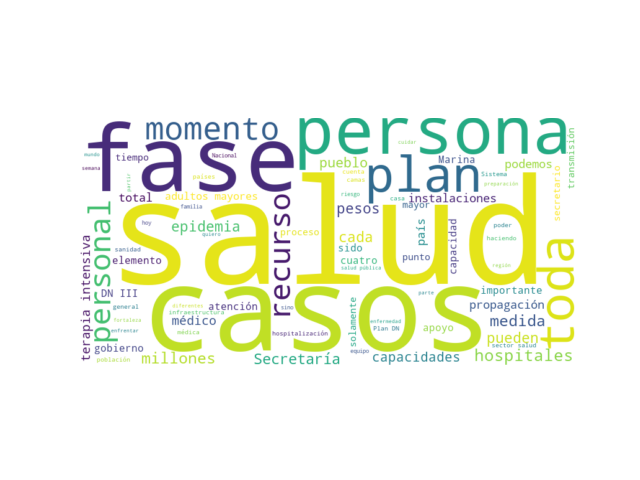 fase
salud
casos
persona
plan
toda
momento
personal
recurso
mundo
semana
tiempo
Nacional
cuidar
Marina
podemos
transmisión
pueblo
países
cuenta
camas
Sistema
preparación
secretario
partir
total
adultos mayores
familia
riesgo
casa
mayor
instalaciones
pesos
hoy
epidemia
quiero
proceso
cada
sido
país
capacidad
poder
haciendo
sanidad
elemento
cuatro
punto
salud pública
región
terapia intensiva
DN III
general
fortaleza
enfrentar
diferentes
infraestructura
atención
sino
médico
médica
hospitalización
solamente
parte
enfermedad
Plan DN
apoyo
importante
propagación
medida
pueden
sector salud
gobierno
población
millones
Secretaría
equipo
capacidades
hospitales